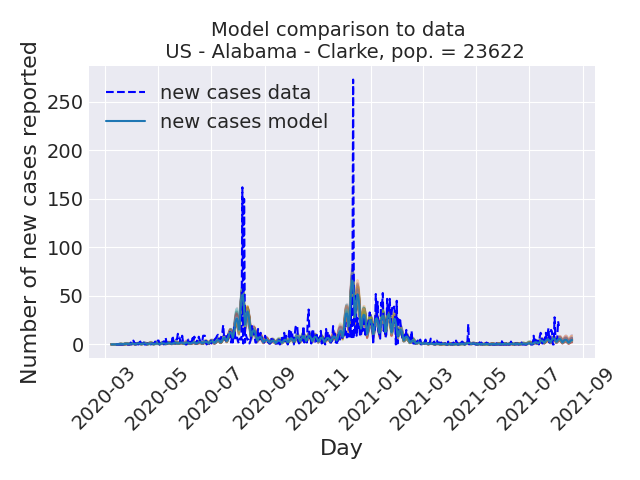 Model comparison to data
US - Alabama - Clarke, pop. = 23622
Number of new cases reported
new cases data
new cases model
250
200
150
100
50
0
2020-03
2020-05
2020-07
2020-09
2020-11
2021-01
2021-03
2021-05
2021-07
2021-09
Day